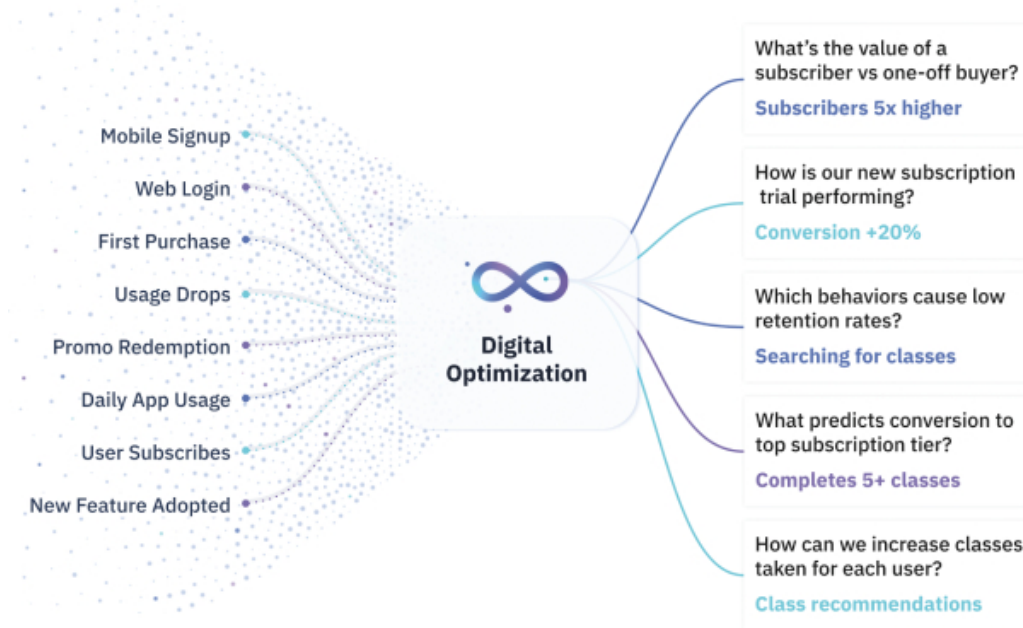 Mobile Signup
Web Login
First Purchase
Usage Drops
Promo Redemption
Daily App Usage
User Subscribes
New Feature Adopted
Digital
Optimization
What's the value of a
subscriber vs one-off buyer?
Subscribers 5x higher
How is our new subscription
trial performing?
Conversion +20%
Which behaviors cause low
retention rates?
Searching for classes
What predicts conversion to
top subscription tier?
Completes 5+ classes
How can we increase classes
taken for each user?
Class recommendations